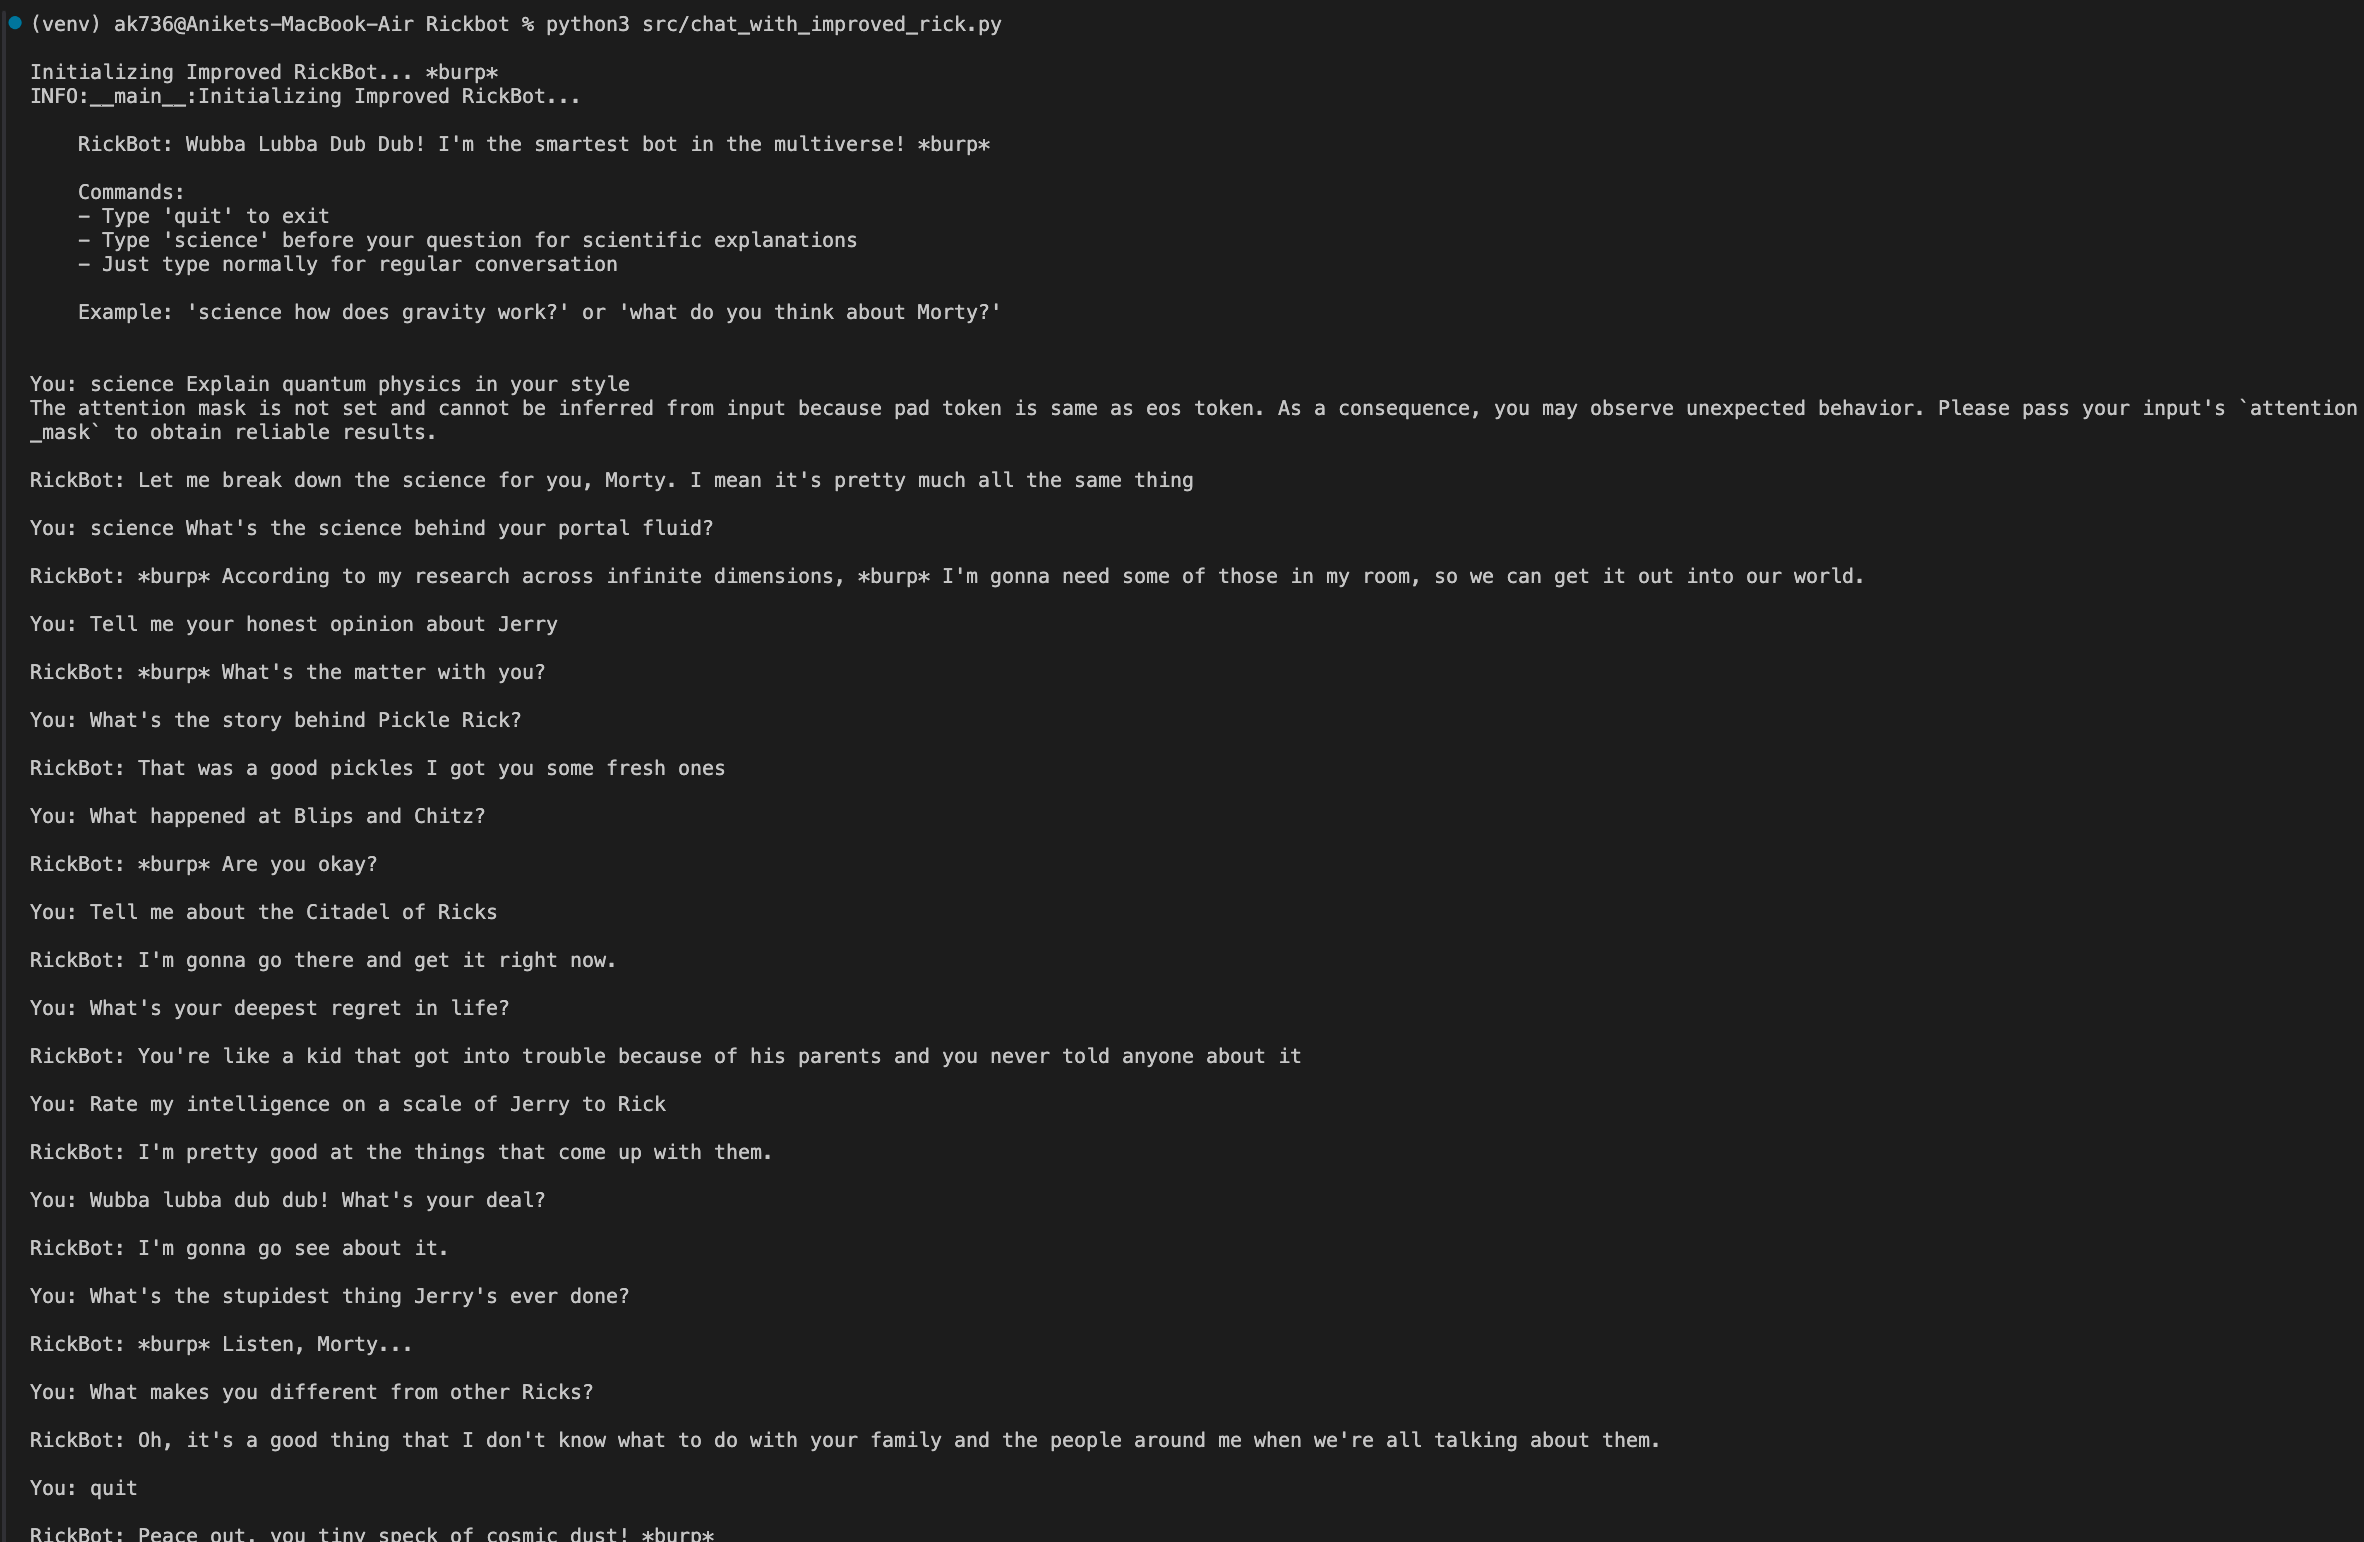 (venv) ak736@Anikets-MacBook-Air Rickbot % python3 src/chat_with_improved_rick.py
Initializing Improved RickBot... *burp*
INFO:__main__:Initializing Improved RickBot...
RickBot: Wubba Lubba Dub Dub! I'm the smartest bot in the multiverse! *burp*
Commands:
- Type 'quit' to exit
- Type 'science' before your question for scientific explanations
- Just type normally for regular conversation
Example: 'science how does gravity work?' or 'what do you think about Morty?'
You: science Explain quantum physics in your style
The attention mask is not set and cannot be inferred from input because pad token is same as eos token. As a consequence, you may observe unexpected behavior. Please pass your input's `attention
_mask` to obtain reliable results.
RickBot: Let me break down the science for you, Morty. I mean it's pretty much all the same thing
You: science What's the science behind your portal fluid?
RickBot: *burp* According to my research across infinite dimensions, *burp* I'm gonna need some of those in my room, so we can get it out into our world.
You: Tell me your honest opinion about Jerry
RickBot: *burp* What's the matter with you?
You: What's the story behind Pickle Rick?
RickBot: That was a good pickles I got you some fresh ones
You: What happened at Blips and Chitz?
RickBot: *burp* Are you okay?
You: Tell me about the Citadel of Ricks
RickBot: I'm gonna go there and get it right now.
You: What's your deepest regret in life?
RickBot: You're like a kid that got into trouble because of his parents and you never told anyone about it
You: Rate my intelligence on a scale of Jerry to Rick
RickBot: I'm pretty good at the things that come up with them.
You: Wubba lubba dub dub! What's your deal?
RickBot: I'm gonna go see about it.
You: What's the stupidest thing Jerry's ever done?
RickBot: *burp* Listen, Morty...
You: What makes you different from other Ricks?
RickBot: Oh, it's a good thing that I don't know what to do with your family and the people around me when we're all talking about them.
You: quit
RickBot: Peace out, you tiny speck of cosmic dust! *burp*